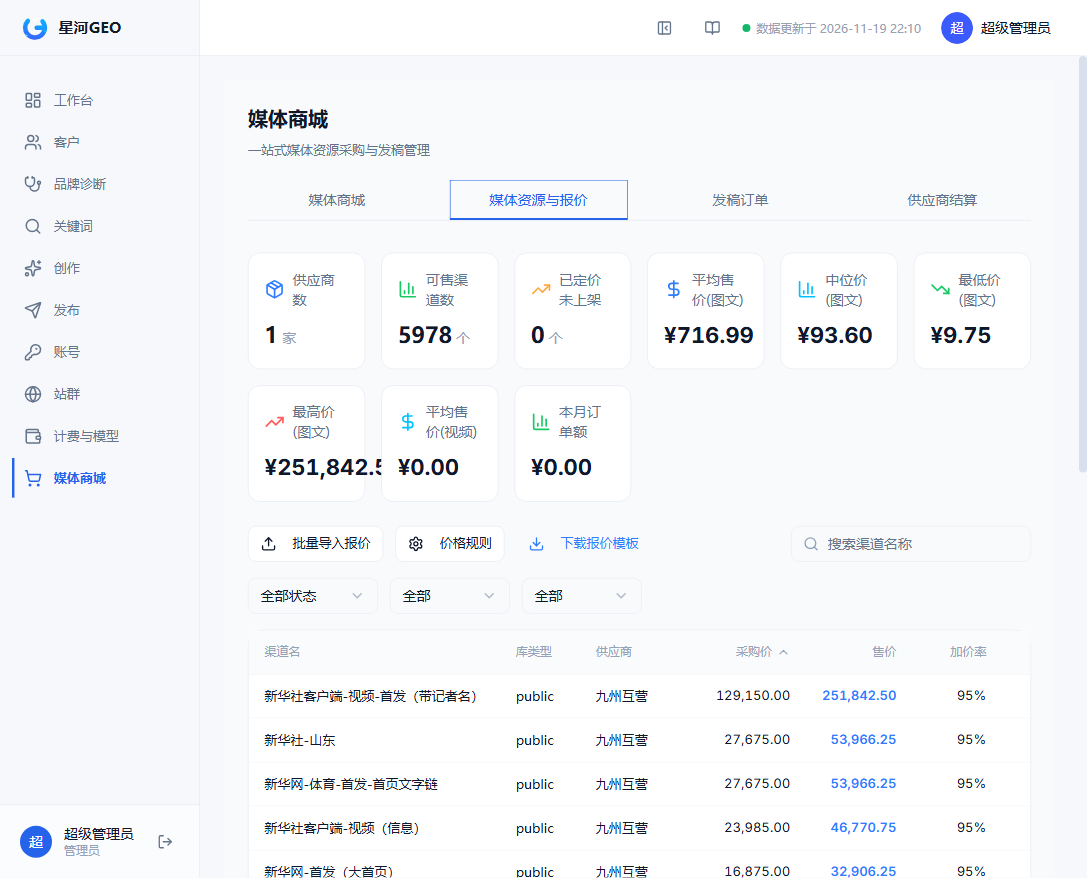 星河GEO
数据更新于 2026-11-19 22:10
超
超级管理员
工作台
客户
品牌诊断
关键词
创作
发布
账号
站群
计费与模型
媒体商城
超
超级管理员
管理员
媒体商城
一站式媒体资源采购与发稿管理
媒体商城
媒体资源与报价
发稿订单
供应商结算
供应商
数
1 家
可售渠
道数
5978 个
已定价
未上架
0 个
平均售
价(图文)
¥716.99
中位价
(图文)
¥93.60
最低价
(图文)
¥9.75
最高价
(图文)
¥251,842.5
平均售
价(视频)
¥0.00
本月订
单额
¥0.00
批量导入报价
价格规则
下载报价模板
搜索渠道名称
全部状态
全部
全部
渠道名 库类型 供应商 采购价 售价 加价率
新华社客户端-视频-首发（带记者名） public 九州互营 129,150.00 251,842.50 95%
新华社-山东 public 九州互营 27,675.00 53,966.25 95%
新华网-体育-首发-首页文字链 public 九州互营 27,675.00 53,966.25 95%
新华社客户端-视频（信息） public 九州互营 23,985.00 46,770.75 95%
新华网-首发（大首页） public 九州互营 16,875.00 32,906.25 95%